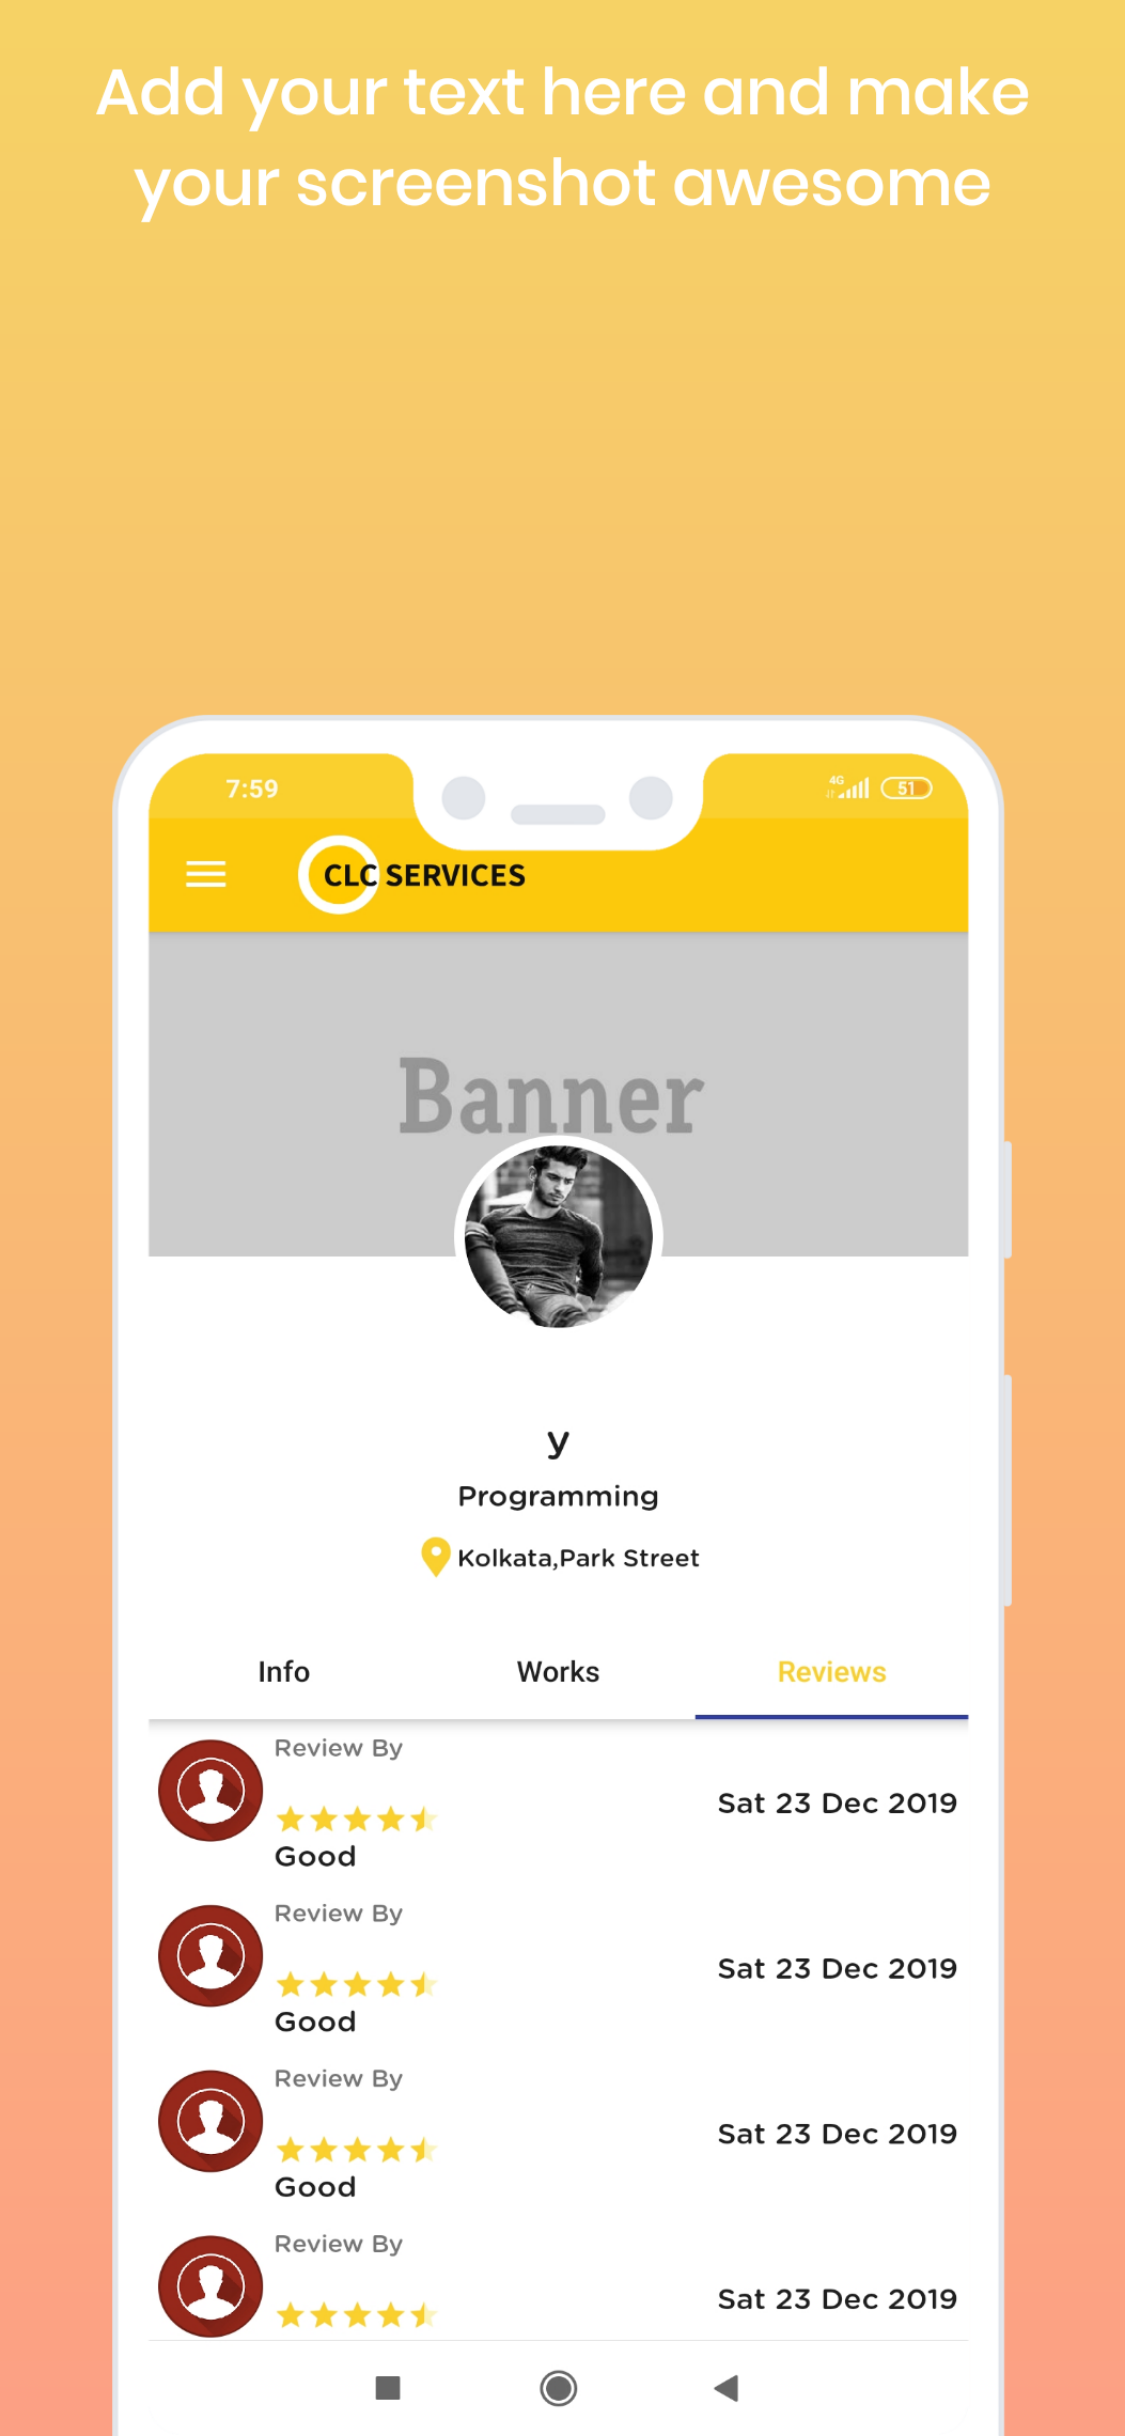 Add your text here and make
your screenshot awesome
7:59
4G
51
CLC SERVICES
Banner
y
Programming
Kolkata,Park Street
Info Works Reviews
Review By
Sat 23 Dec 2019
Good
Review By
Sat 23 Dec 2019
Good
Review By
Sat 23 Dec 2019
Good
Review By
Sat 23 Dec 2019